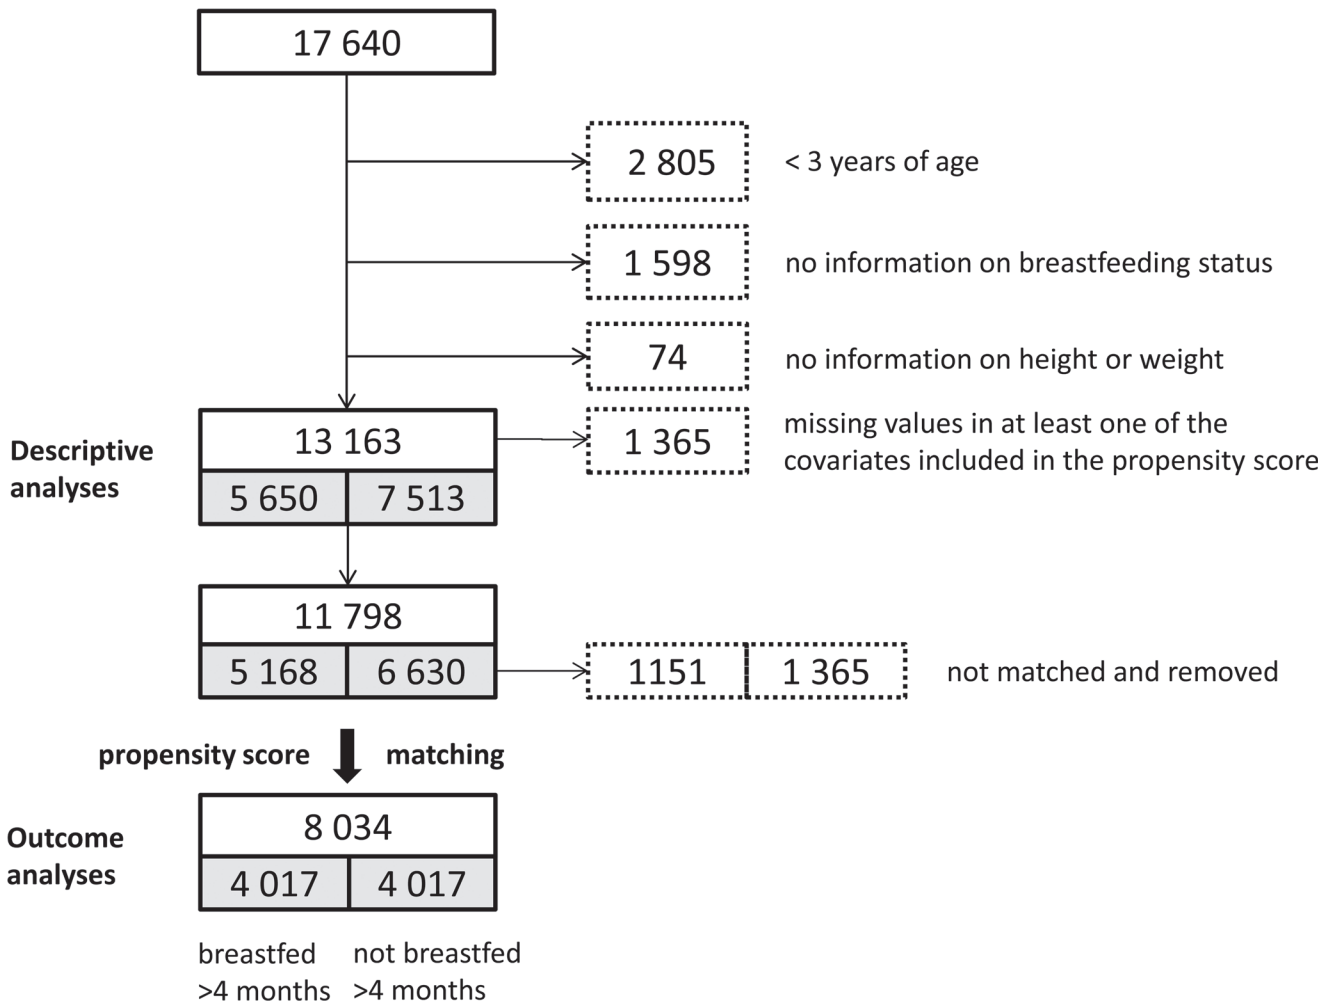 17 640
2 805
< 3 years of age
1 598
no information on breastfeeding status
74
no information on height or weight
Descriptive
analyses
13 163
5 650
7 513
1 365
missing values in at least one of the
covariates included in the propensity score
11 798
5 168
6 630
1151
1 365
not matched and removed
propensity score
matching
Outcome
analyses
8 034
4 017
4 017
breastfed
>4 months
not breastfed
>4 months